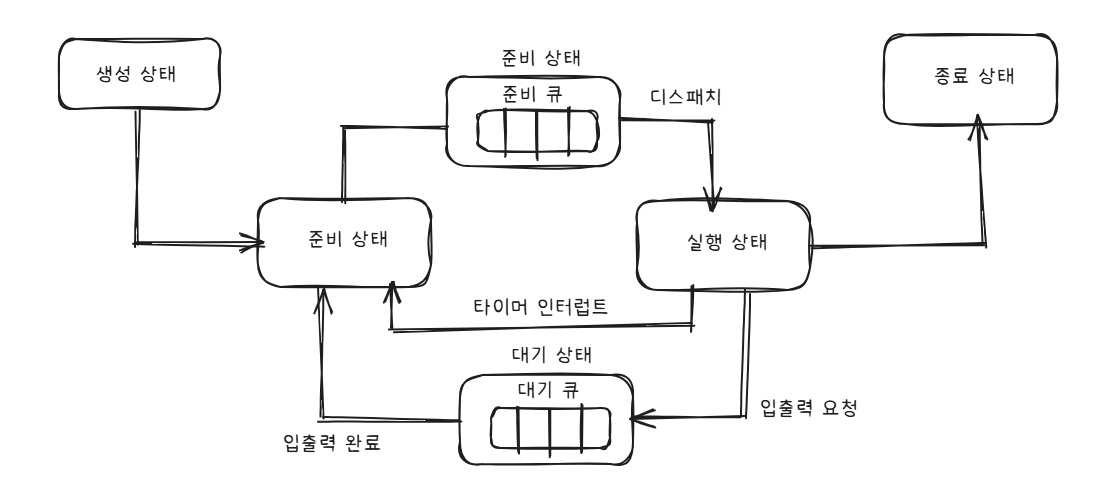 준비 상태
생성 상태
준비 큐
디스패치
종료 상태
준비 상태
실행 상태
타이머 인터럽트
대기 상태
대기 큐
입출력 요청
입출력 완료